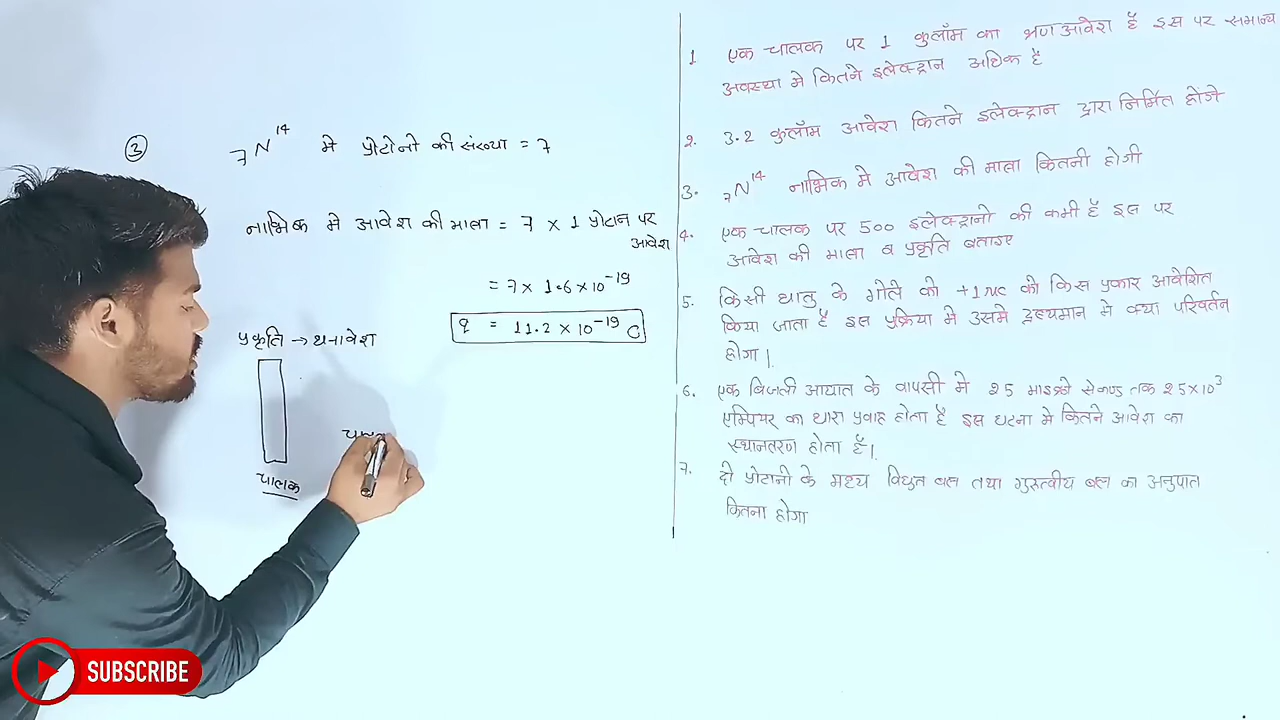 ③ ₇N¹⁴ मे प्रोटोनो की संख्या = 7
नाभिक मे आवेश की मात्रा = 7 × 1 प्रोटान पर
आवेश
= 7 × 1.6 × 10⁻¹⁹
q = 11.2 × 10⁻¹⁹ C
प्रकृति → धनावेश
चालक
1 एक चालक पर 1 कुलॉम का ऋण आवेश हैं इस पर समान्य
अवस्था मे कितने इलेक्ट्रान अधिक है
2. 3.2 कुलॉम आवेश कितने इलेक्ट्रान द्वारा निर्मित होंगे
3. ₇N¹⁴ नाभिक मे आवेश की मात्रा कितनी होगी
4. एक चालक पर 500 इलेक्ट्रानो की कमी हैं इस पर
आवेश की मात्रा व प्रकृति बताइए
5. किसी धातु के गोले को +1μc को किस प्रकार आवेशित
किया जाता हैं इस प्रक्रिया मे उसमे द्रव्यमान मे क्या परिवर्तन
होगा।
6. एक बिजली आघात के वापसी मे 25 माइक्रो सेकण्ड तक 25×10³
एम्पियर का धारा प्रवाह होता हैं इस घटना मे कितने आवेश का
स्थानतरण होता हैं।
7. दो प्रोटानो के मध्य विद्युत बल तथा गुरुत्वीय बल का अनुपात
कितना होगा
SUBSCRIBE